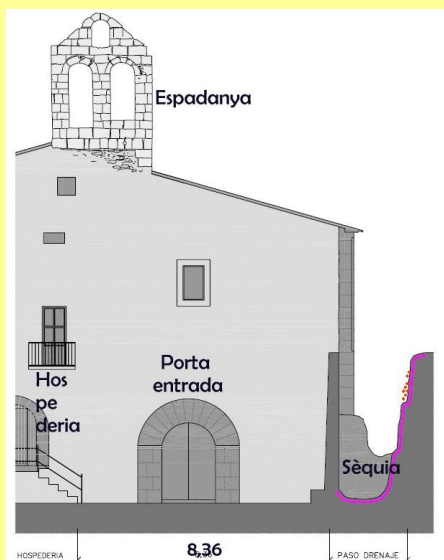 Espadanya
Porta
entrada
Hos
pe
deria
Sèquia
HOSPEDERIA
8,36
PASO DRENAJE